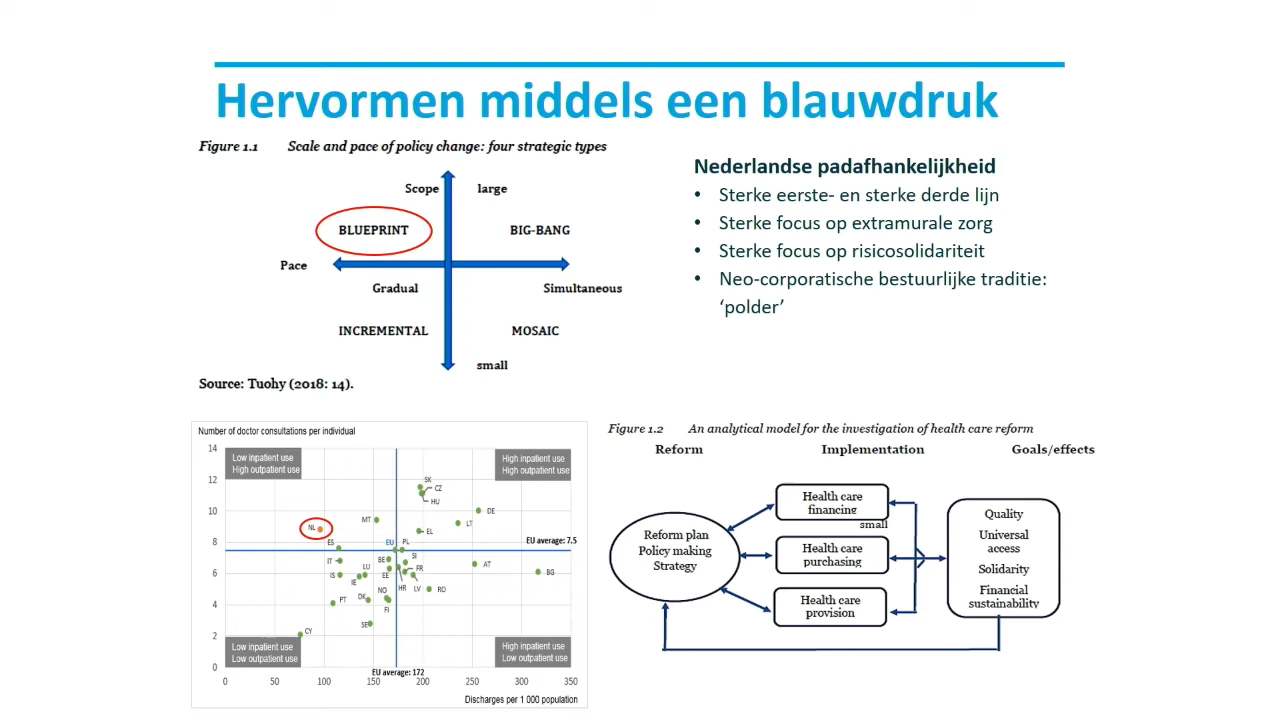 Hervormen middels een blauwdruk
Figure 1.1 Scale and pace of policy change: four strategic types
Scope large
BLUEPRINT BIG-BANG
Pace
Gradual Simultaneous
INCREMENTAL MOSAIC
small
Source: Tuohy (2018: 14).
Nederlandse padafhankelijkheid
• Sterke eerste- en sterke derde lijn
• Sterke focus op extramurale zorg
• Sterke focus op risicosolidariteit
• Neo-corporatische bestuurlijke traditie:
‘polder’
Number of doctor consultations per individual
14
Low inpatient use
High outpatient use
High inpatient use
High outpatient use
12
SK
CZ
HU
10
DE
MT
LT
NL
EL
8
ES
EU
PL
EU average: 7.5
IT
BE
SI
LU
FR
AT
6
IS
IE
EE
BG
NO
HR
LV
RO
4
PT
DK
FI
SE
2
CY
Low inpatient use
Low outpatient use
High inpatient use
Low outpatient use
0
EU average: 172
0 50 100 150 200 250 300 350
Discharges per 1 000 population
Figure 1.2 An analytical model for the investigation of health care reform
Reform Implementation Goals/effects
Reform plan
Policy making
Strategy
Health care
financing
small
Health care
purchasing
Health care
provision
Quality
Universal
access
Solidarity
Financial
sustainability